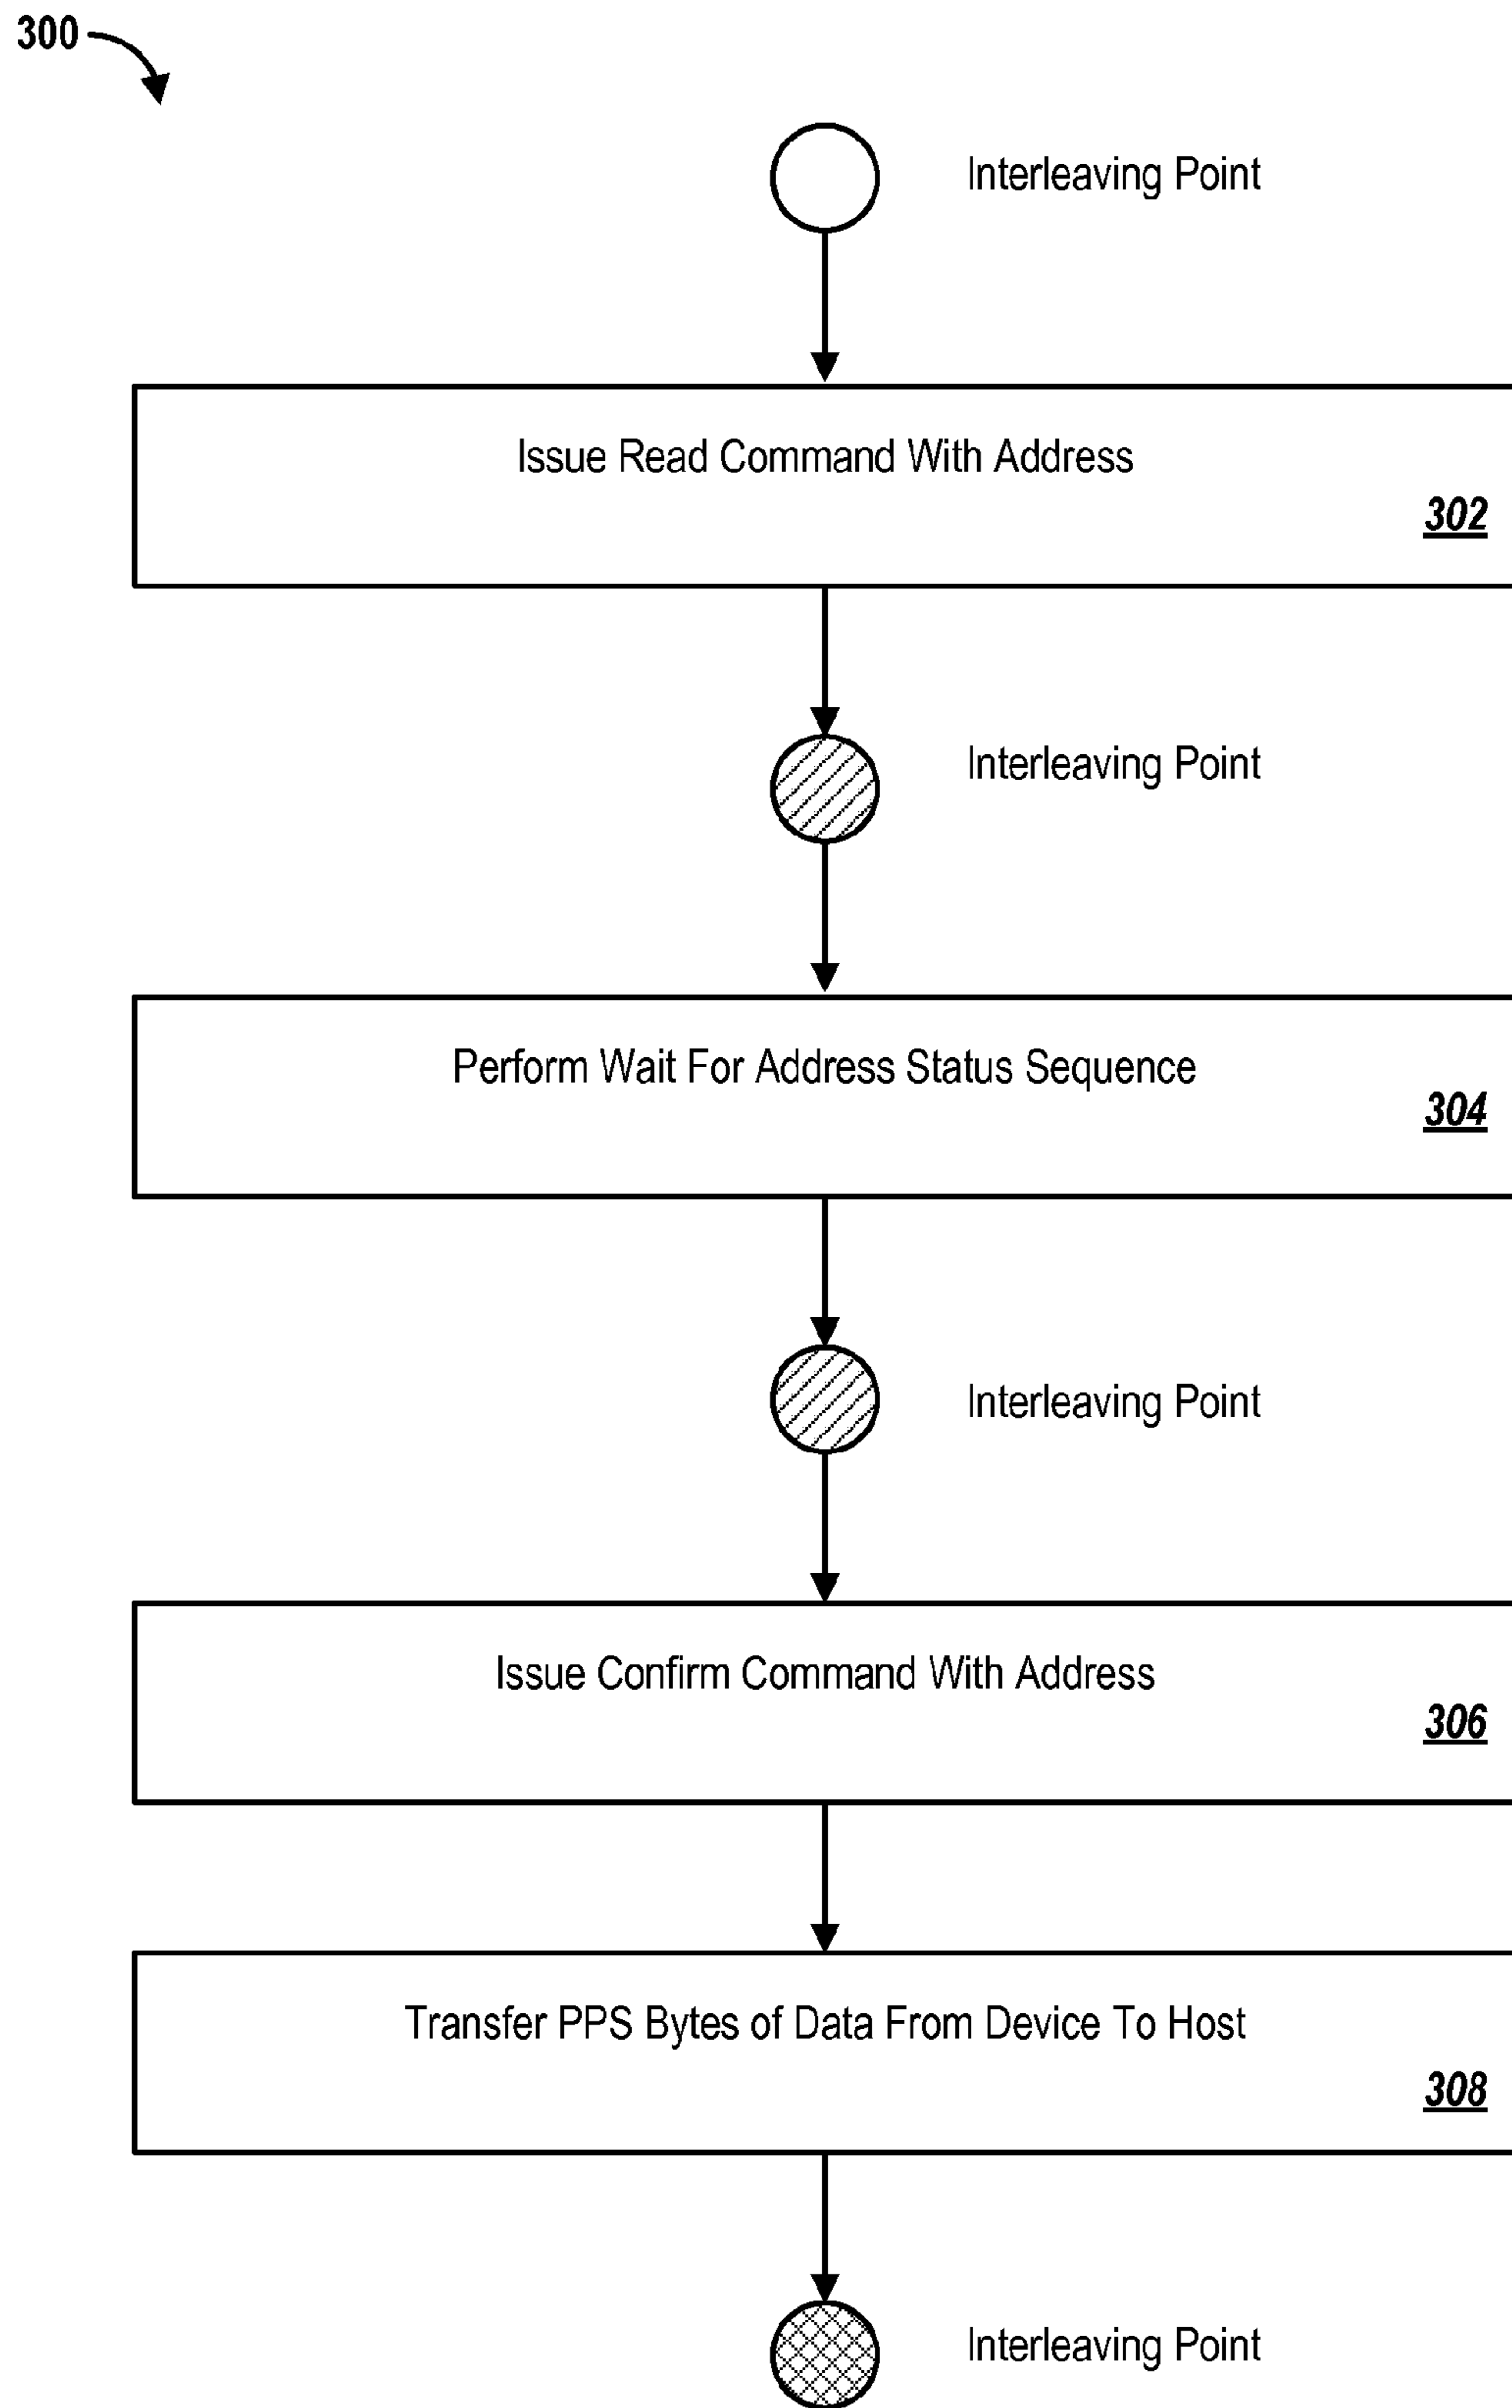 300
Interleaving Point
Issue Read Command With Address
302
Interleaving Point
Perform Wait For Address Status Sequence
304
Interleaving Point
Issue Confirm Command With Address
306
Transfer PPS Bytes of Data From Device To Host
308
Interleaving Point